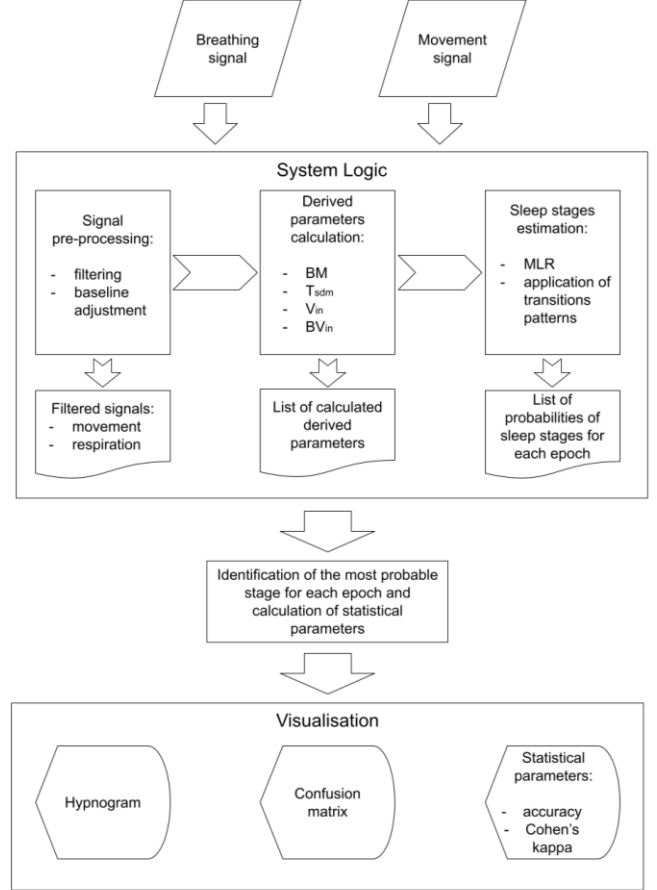 Breathing
signal
Movement
signal
System Logic
Signal
pre-processing:
- filtering
- baseline
adjustment
Derived
parameters
calculation:
- BM
- Tsdm
- Vin
- BVin
Sleep stages
estimation:
- MLR
- application of
transitions
patterns
Filtered signals:
- movement
- respiration
List of calculated
derived
parameters
List of
probabilities of
sleep stages for
each epoch
Identification of the most probable
stage for each epoch and
calculation of statistical
parameters
Visualisation
Hypnogram
Confusion
matrix
Statistical
parameters:
- accuracy
- Cohen's
kappa